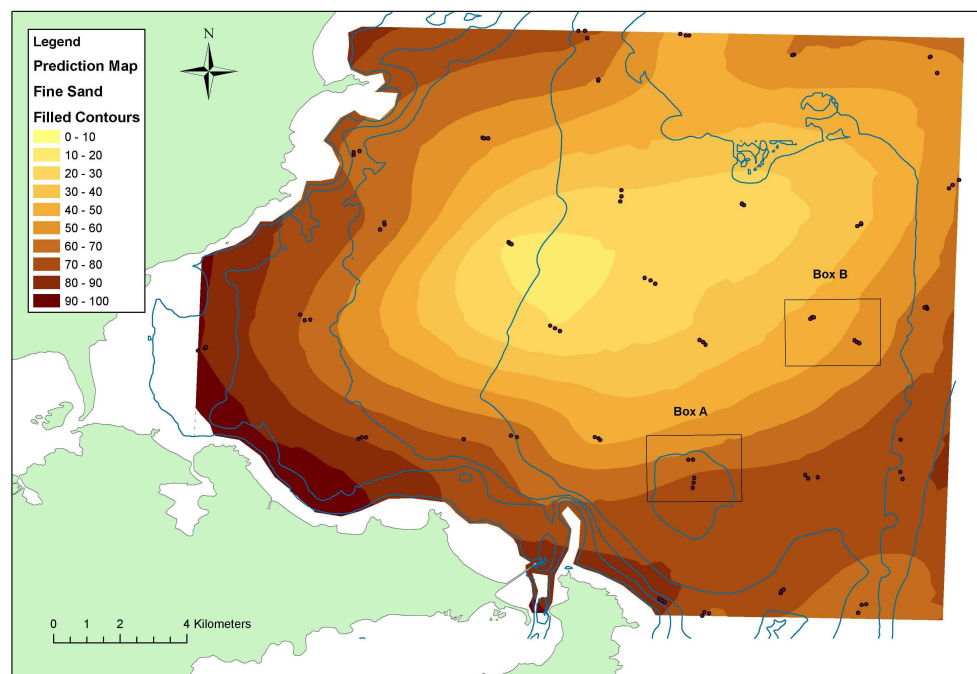 Legend
Prediction Map
Fine Sand
Filled Contours
0 - 10
10 - 20
20 - 30
30 - 40
40 - 50
50 - 60
60 - 70
70 - 80
80 - 90
90 - 100
N
Box B
Box A
0 1 2 4 Kilometers